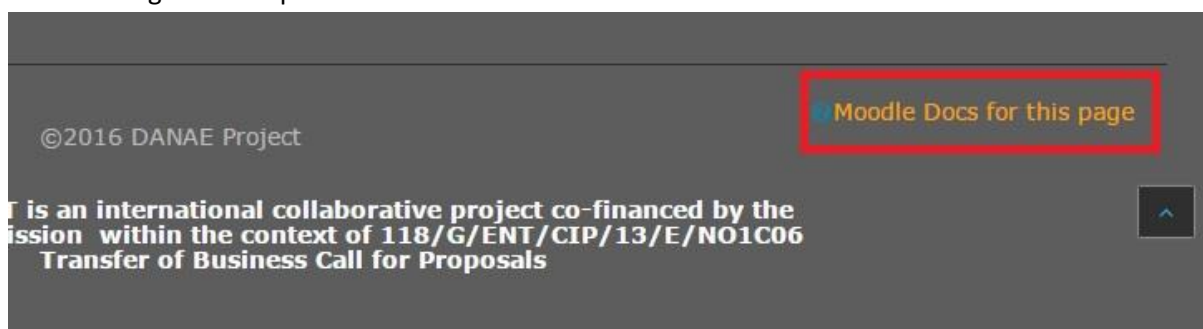 Moodle Docs for this page
©2016 DANAE Project
T is an international collaborative project co-financed by the
ission within the context of 118/G/ENT/CIP/13/E/NO1C06
Transfer of Business Call for Proposals